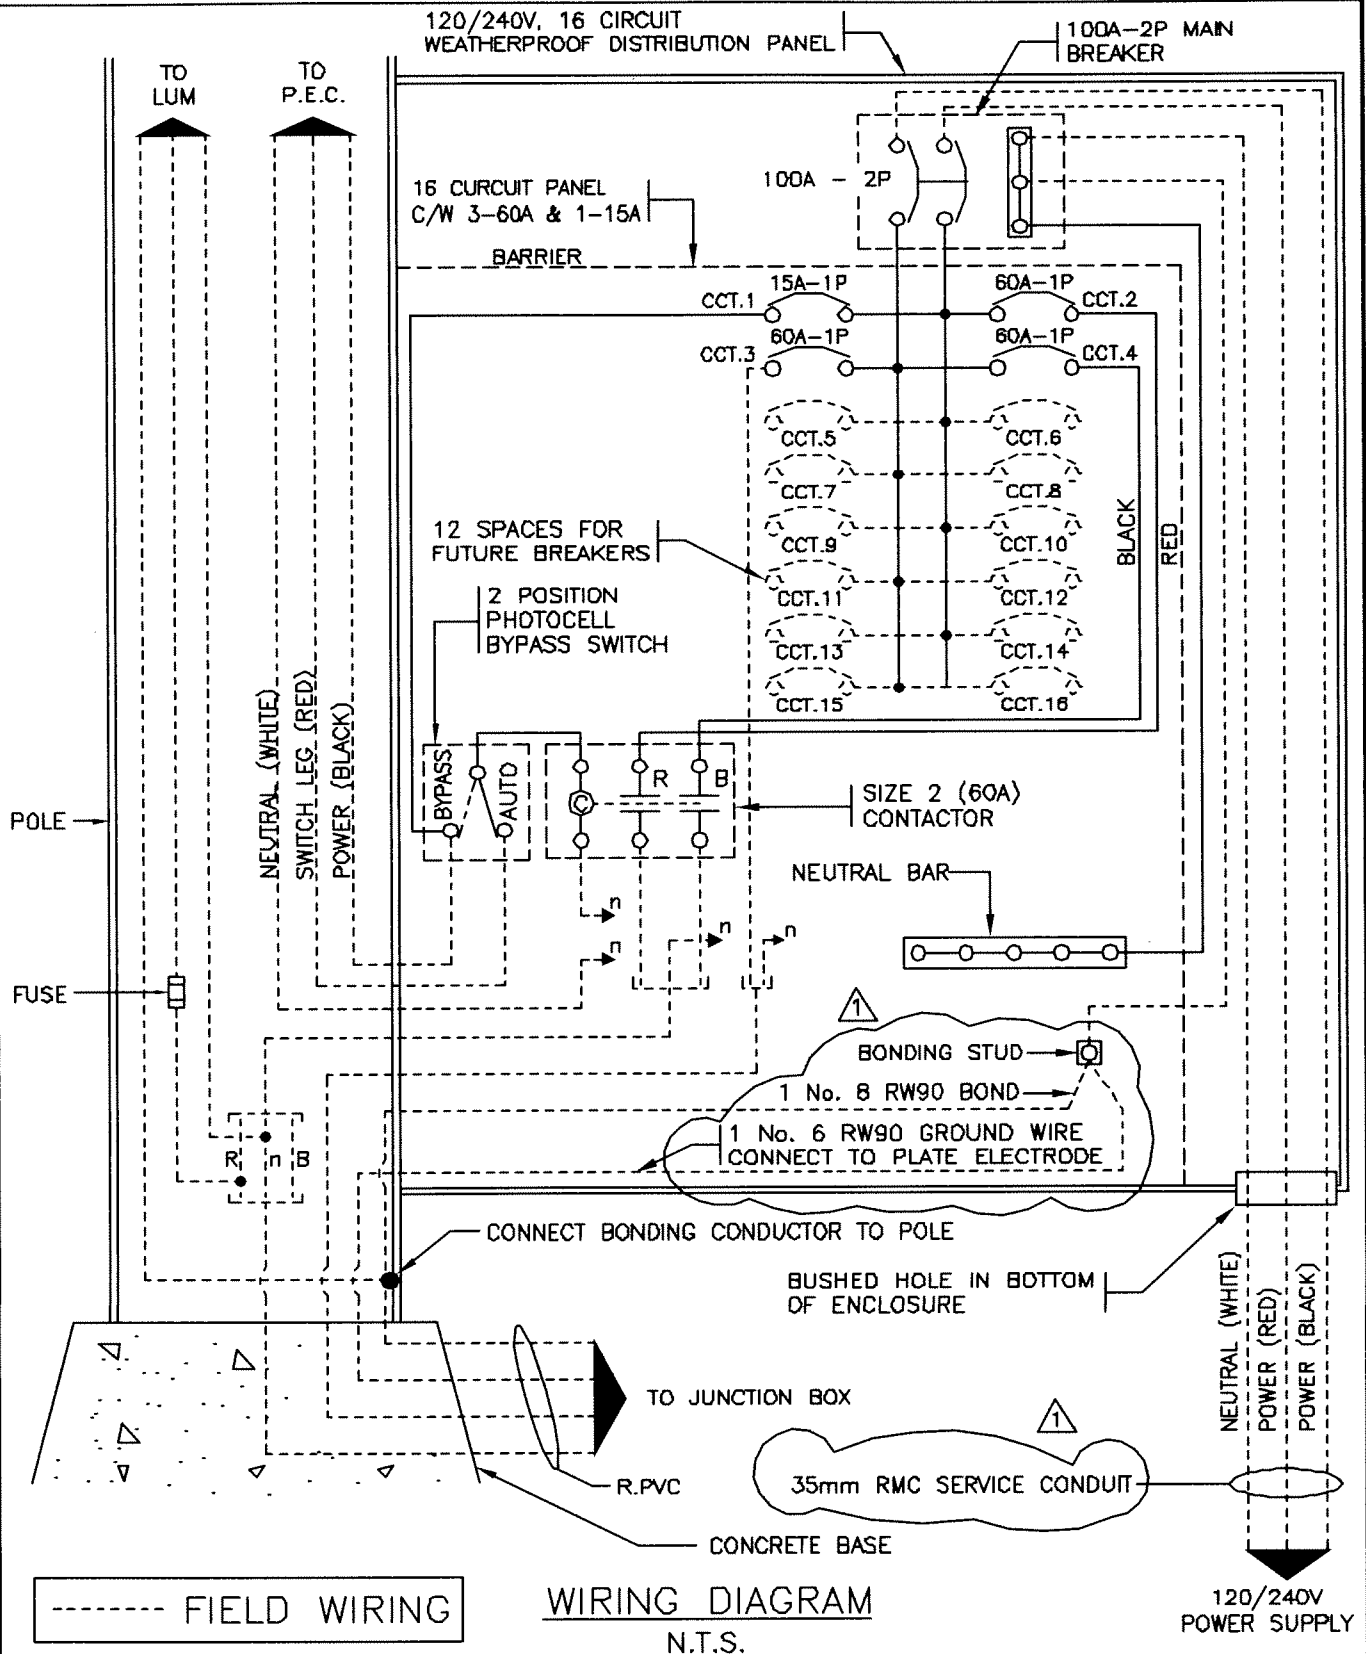 120/240V, 16 CIRCUIT
WEATHERPROOF DISTRIBUTION PANEL
100A-2P MAIN
BREAKER
TO
LUM
TO
P.E.C.
100A - 2P
16 CURCUIT PANEL
C/W 3-60A & 1-15A
BARRIER
CCT.1
15A-1P
60A-1P
CCT.2
CCT.3
60A-1P
60A-1P
CCT.4
CCT.5
CCT.6
CCT.7
CCT.8
CCT.9
CCT.10
CCT.11
CCT.12
CCT.13
CCT.14
CCT.15
CCT.16
BLACK
RED
12 SPACES FOR
FUTURE BREAKERS
2 POSITION
PHOTOCELL
BYPASS SWITCH
NEUTRAL (WHITE)
SWITCH LEG (RED)
POWER (BLACK)
BYPASS
AUTO
C
R
B
SIZE 2 (60A)
CONTACTOR
POLE
NEUTRAL BAR
n
n
n
n
FUSE
1
BONDING STUD
1 No. 8 RW90 BOND
1 No. 6 RW90 GROUND WIRE
CONNECT TO PLATE ELECTRODE
R n B
CONNECT BONDING CONDUCTOR TO POLE
BUSHED HOLE IN BOTTOM
OF ENCLOSURE
NEUTRAL (WHITE)
POWER (RED)
POWER (BLACK)
TO JUNCTION BOX
1
R.PVC
35mm RMC SERVICE CONDUIT
CONCRETE BASE
FIELD WIRING
WIRING DIAGRAM
N.T.S.
120/240V
POWER SUPPLY